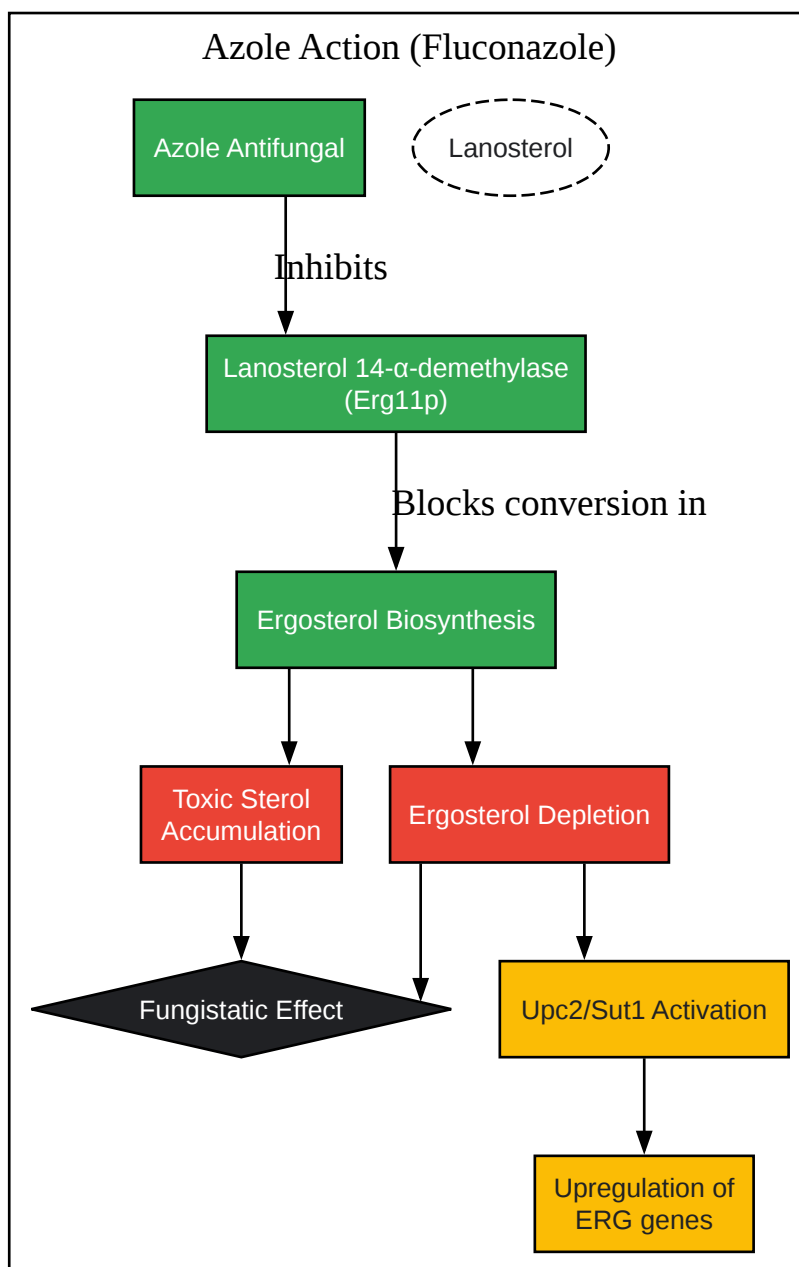 Azole Action (Fluconazole)
Azole Antifungal
Lanosterol
Inhibits
Lanosterol 14-α-demethylase
(Erg11p)
Blocks conversion in
Ergosterol Biosynthesis
Toxic Sterol
Accumulation
Ergosterol Depletion
Fungistatic Effect
Upc2/Sut1 Activation
Upregulation of
ERG genes